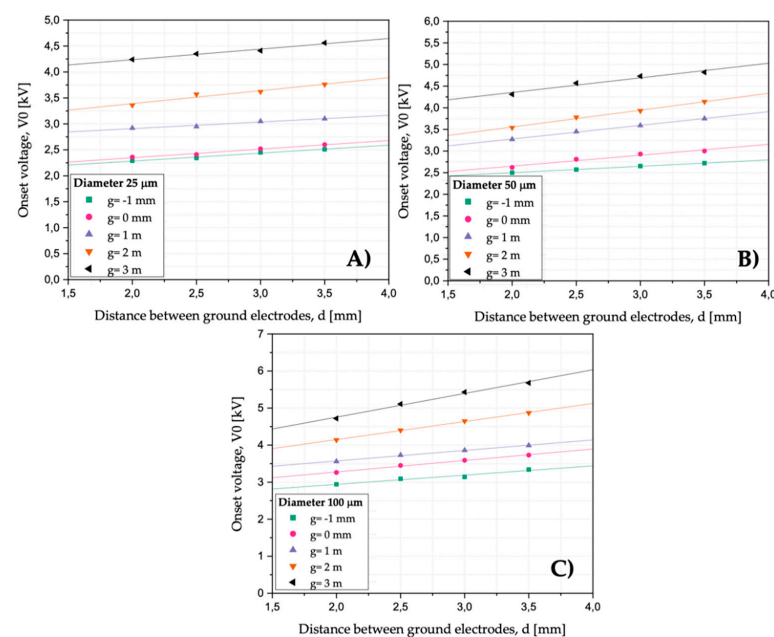 5,0
4,5
4,0
3,5
3,0
2,5
2,0
1,5
1,0
0,5
0,0
Onset voltage, V0 [kV]
Diameter 25 μm
g= -1 mm
g= 0 mm
g= 1 m
g= 2 m
g= 3 m
A)
1,5 2,0 2,5 3,0 3,5 4,0
Distance between ground electrodes, d [mm]
6,0
5,5
5,0
4,5
4,0
3,5
3,0
2,5
2,0
1,5
1,0
0,5
0,0
Onset voltage, V0 [kV]
Diameter 50 μm
g= -1 mm
g= 0 mm
g= 1 m
g= 2 m
g= 3 m
B)
1,5 2,0 2,5 3,0 3,5 4,0
Distance between ground electrodes, d [mm]
7
6
5
4
3
2
1
0
Onset voltage, V0 [kV]
Diameter 100 μm
g= -1 mm
g= 0 mm
g= 1 m
g= 2 m
g= 3 m
C)
1,5 2,0 2,5 3,0 3,5 4,0
Distance between ground electrodes, d [mm]